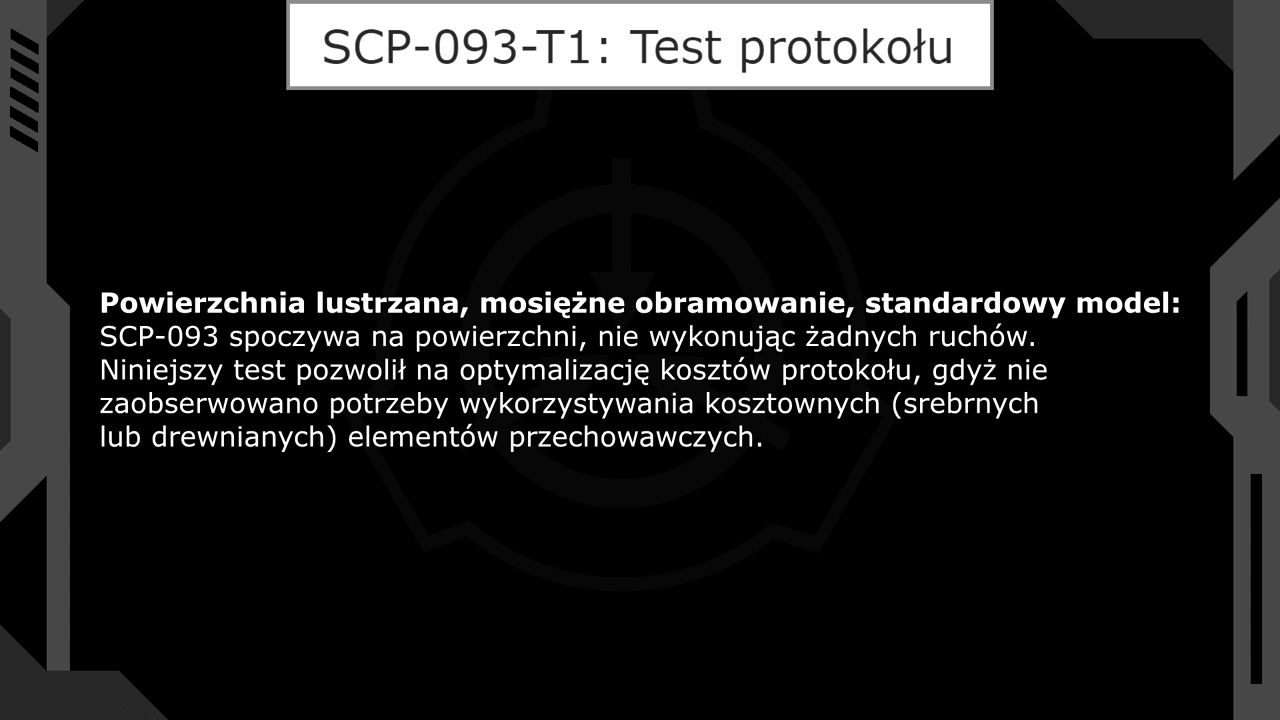 SCP-093-T1: Test protokołu
Powierzchnia lustrzana, mosiężne obramowanie, standardowy model:
SCP-093 spoczywa na powierzchni, nie wykonując żadnych ruchów.
Niniejszy test pozwolił na optymalizację kosztów protokołu, gdyż nie
zaobserwowano potrzeby wykorzystywania kosztownych (srebrnych
lub drewnianych) elementów przechowawczych.